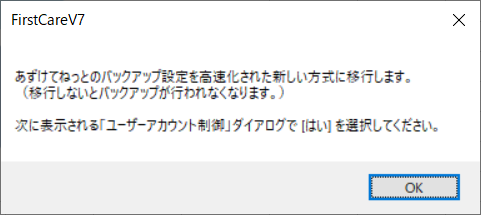 FirstCareV7
あずけてねっとのバックアップ設定を高速化された新しい方式に移行します。
（移行しないとバックアップが行われなくなります。）
次に表示される「ユーザーアカウント制御」ダイアログで [はい] を選択してください。
OK